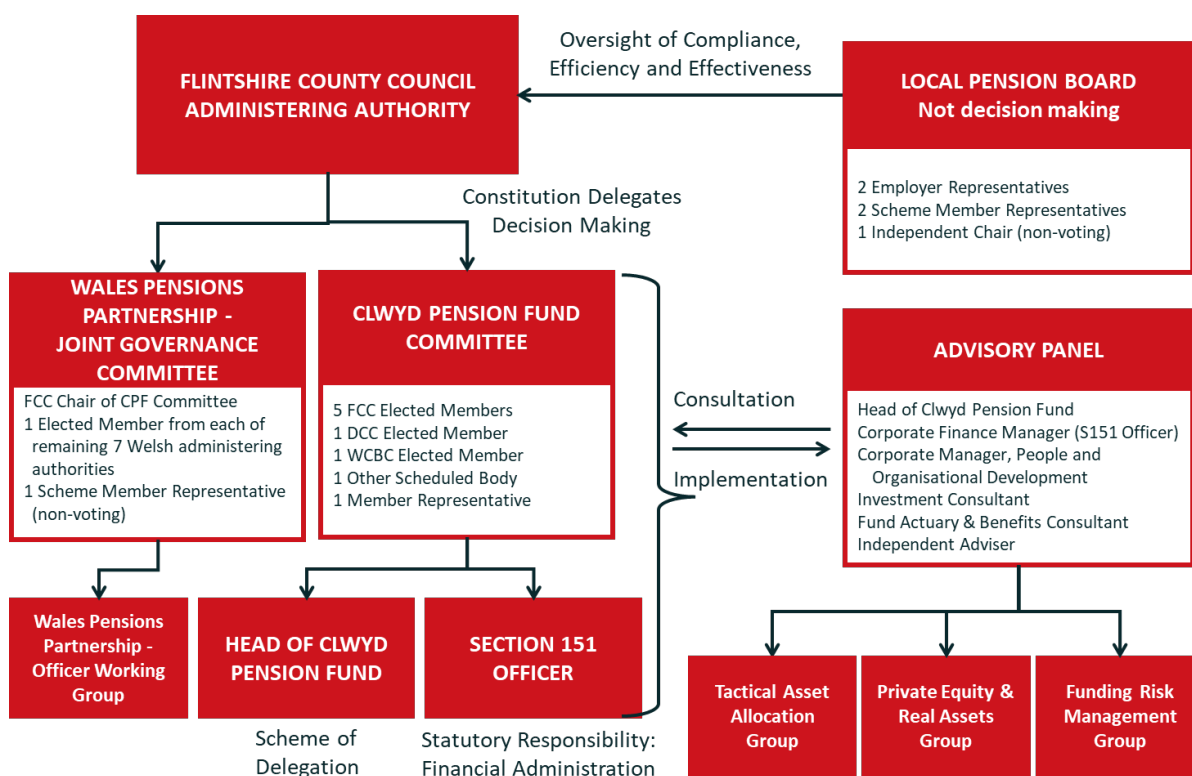 Oversight of Compliance,
Efficiency and Effectiveness
FLINTSHIRE COUNTY COUNCIL
ADMINISTERING AUTHORITY
LOCAL PENSION BOARD
Not decision making
2 Employer Representatives
2 Scheme Member Representatives
1 Independent Chair (non-voting)
Constitution Delegates
Decision Making
WALES PENSIONS
PARTNERSHIP -
JOINT GOVERNANCE
COMMITTEE
FCC Chair of CPF Committee
1 Elected Member from each of
remaining 7 Welsh administering
authorities
1 Scheme Member Representative
(non-voting)
CLWYD PENSION FUND
COMMITTEE
5 FCC Elected Members
1 DCC Elected Member
1 WCBC Elected Member
1 Other Scheduled Body
1 Member Representative
Consultation
Implementation
ADVISORY PANEL
Head of Clwyd Pension Fund
Corporate Finance Manager (S151 Officer)
Corporate Manager, People and
Organisational Development
Investment Consultant
Fund Actuary & Benefits Consultant
Independent Adviser
Wales Pensions
Partnership -
Officer Working
Group
HEAD OF CLWYD
PENSION FUND
SECTION 151
OFFICER
Scheme of
Delegation
Statutory Responsibility:
Financial Administration
Tactical Asset
Allocation
Group
Private Equity &
Real Assets
Group
Funding Risk
Management
Group